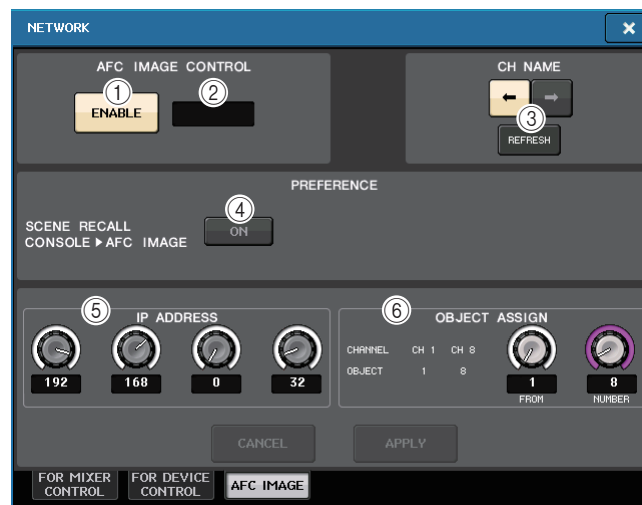 NETWORK
×
AFC IMAGE CONTROL
CH NAME
①
②
ENABLE
← →
③
REFRESH
PREFERENCE
④
SCENE RECALL
CONSOLE ▶ AFC IMAGE
ON
⑤
IP ADDRESS
192 168 0 32
⑥
OBJECT ASSIGN
CHANNEL CH 1 CH 8
OBJECT 1 8
1 8
FROM NUMBER
CANCEL APPLY
FOR MIXER
CONTROL
FOR DEVICE
CONTROL
AFC IMAGE